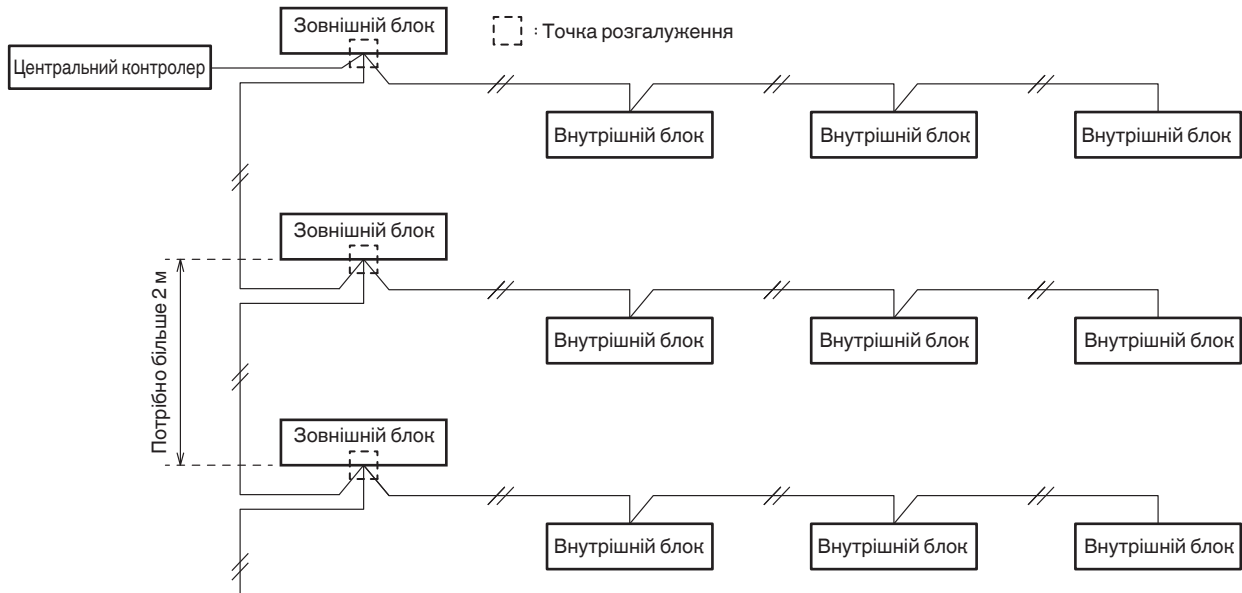 Зовнішній блок
: Точка розгалуження
Центральний контролер
Внутрішній блок
Внутрішній блок
Внутрішній блок
Зовнішній блок
Потрібно більше 2 м
Внутрішній блок
Внутрішній блок
Внутрішній блок
Зовнішній блок
Внутрішній блок
Внутрішній блок
Внутрішній блок